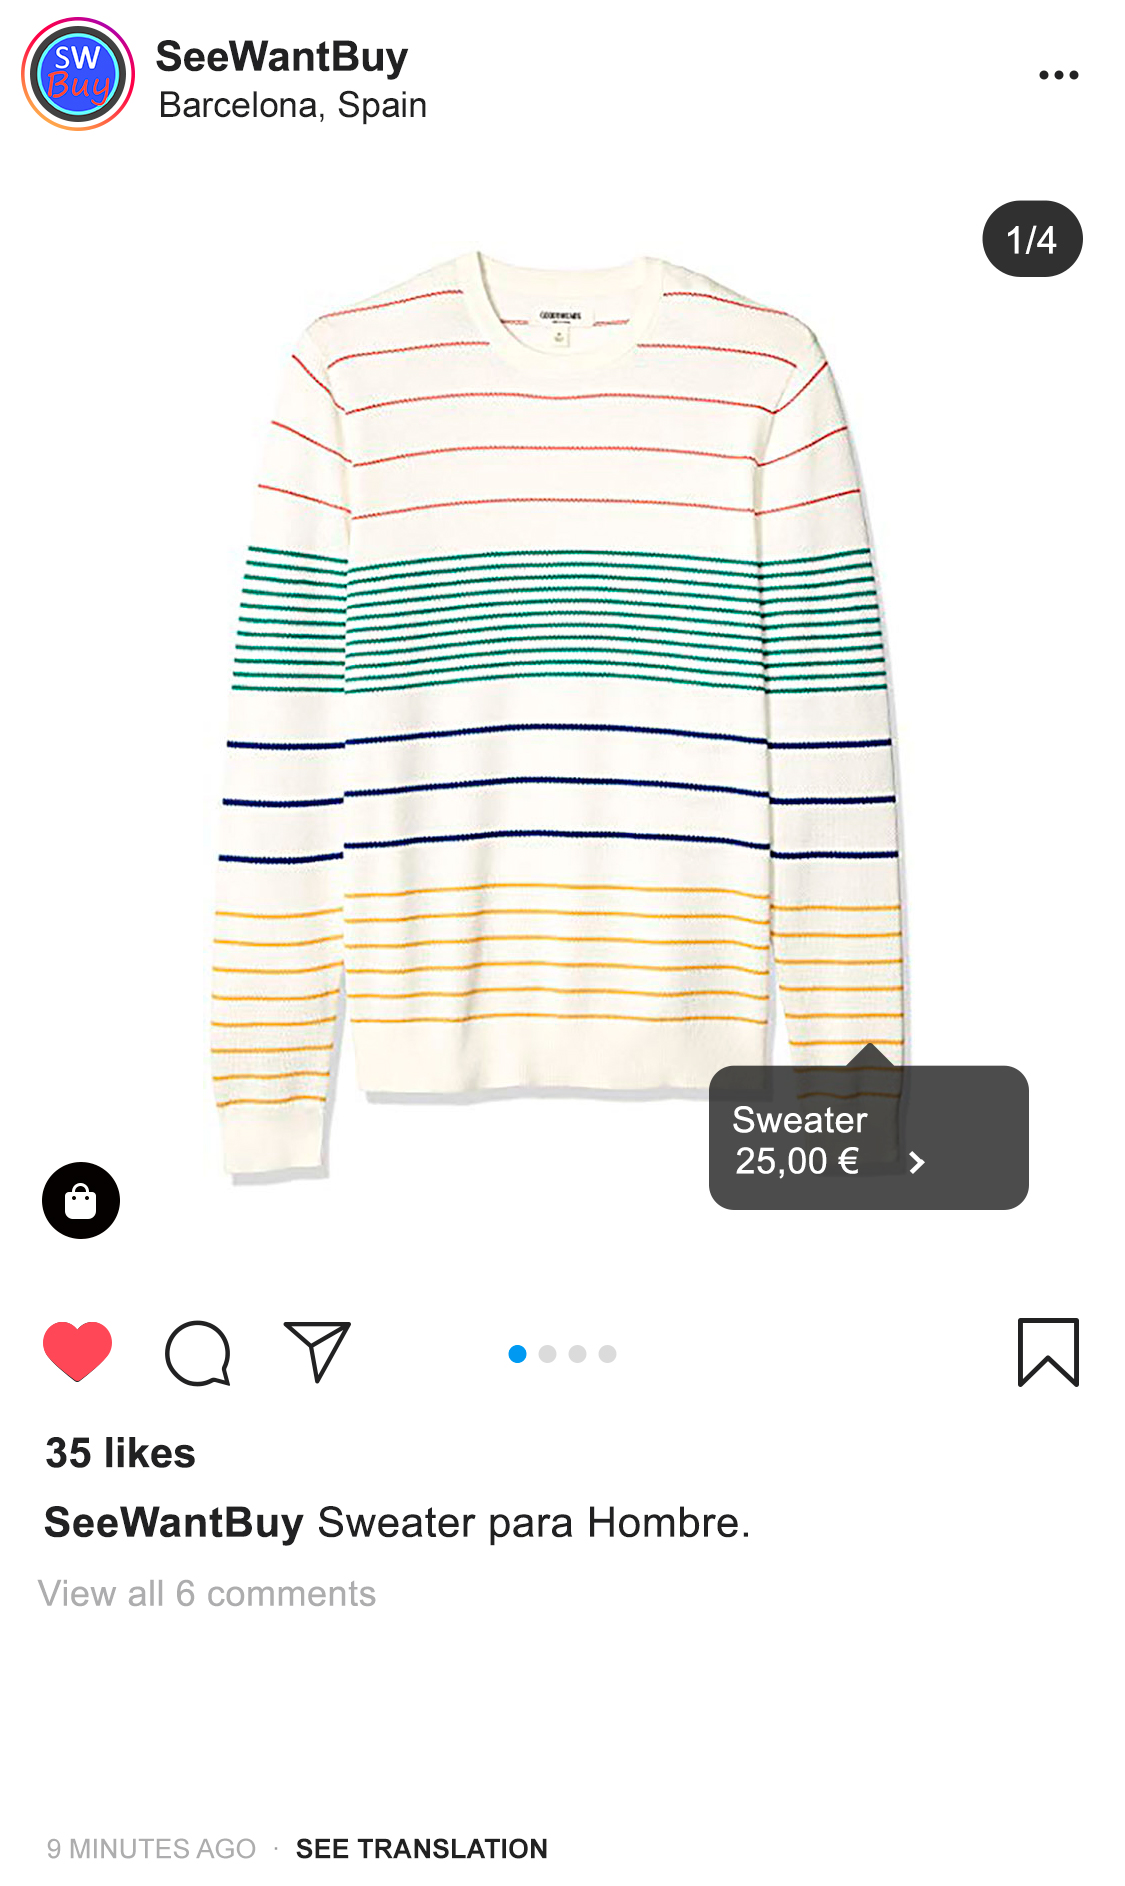 SW
Buy
SeeWantBuy
Barcelona, Spain
1/4
Sweater
25,00 €
35 likes
SeeWantBuy Sweater para Hombre.
View all 6 comments
9 MINUTES AGO · SEE TRANSLATION